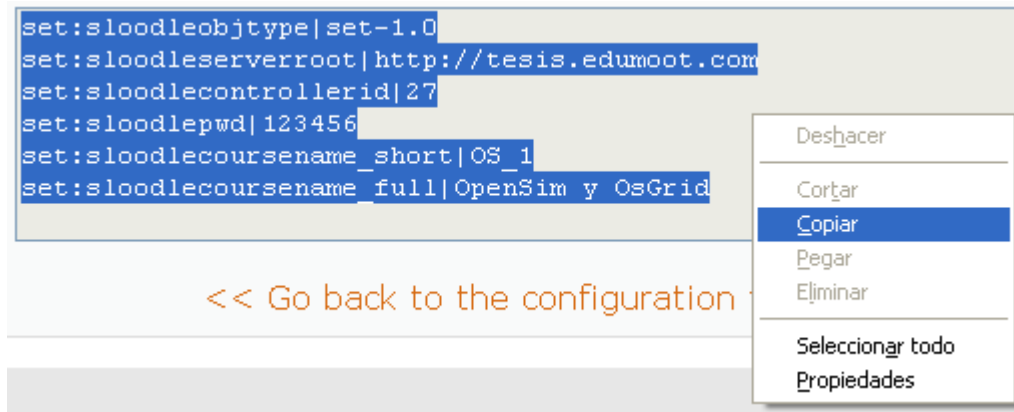 set:sloodleobjtype|set-1.0
set:sloodleserverroot|http://tesis.edumoot.com
set:sloodlecontrollerid|27
set:sloodlepwd|123456
set:sloodlecoursename_short|OS_1
set:sloodlecoursename_full|OpenSim y OsGrid
<< Go back to the configuration
Deshacer
Cortar
Copiar
Pegar
Eliminar
Seleccionar todo
Propiedades